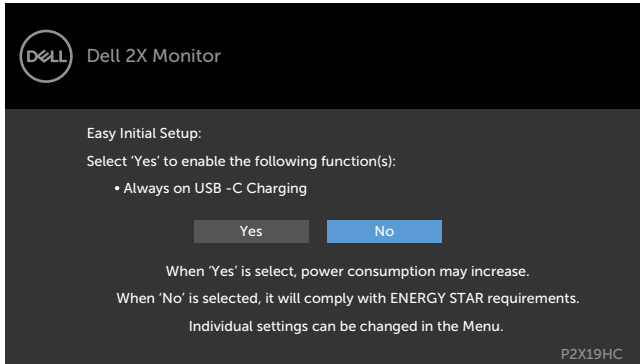 DELL
Dell 2X Monitor
Easy Initial Setup:
Select ‘Yes’ to enable the following function(s):
• Always on USB -C Charging
Yes No
When ‘Yes’ is select, power consumption may increase.
When ‘No’ is selected, it will comply with ENERGY STAR requirements.
Individual settings can be changed in the Menu.
P2X19HC